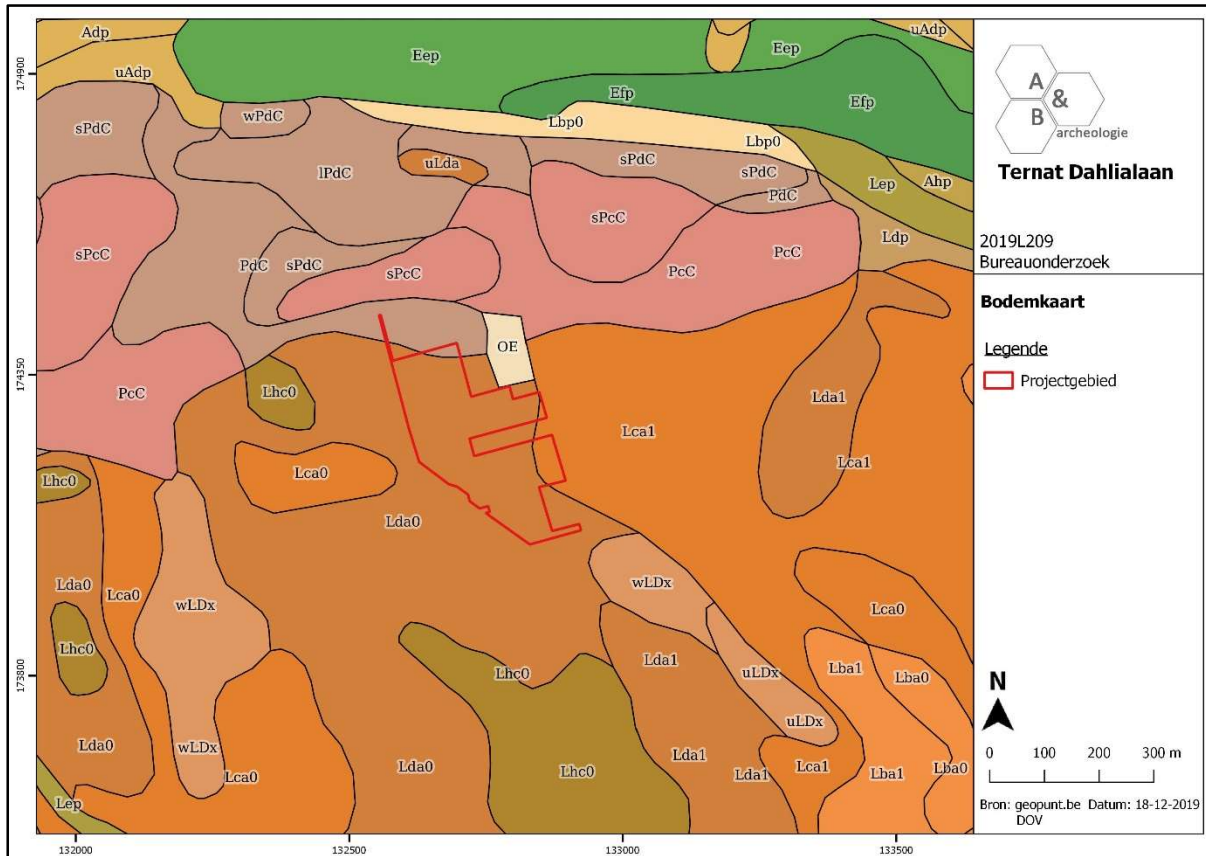 Adp
Eep
Eep
uAdp
uAdp
174900
Efp
Efp
sPdC
wPdC
Lbp0
Lbp0
sPdC
lPdC
uLda
sPdC
Lep
Ahp
PdC
sPcC
Ldp
sPcC
PdC
sPdC
PcC
PcC
sPcC
174350
OE
PcC
Lhc0
Lda1
Lca1
Lca0
Lca1
Lhc0
Lda0
Lda0
Lca0
wLDx
wLDx
Lca0
Lhc0
173800
Lhc0
Lda1
uLDx
Lba1
Lba0
uLDx
Lda0
wLDx
Lca0
Lda0
Lhc0
Lda1
Lda1
Lca1
Lba1
Lba0
Lep
132000
132500
133000
133500
A
&
B
archeologie
Ternat Dahlialaan
2019L209
Bureauonderzoek
Bodemkaart
Legende
Projectgebied
N
0 100 200 300 m
Bron: geopunt.be Datum: 18-12-2019
DOV